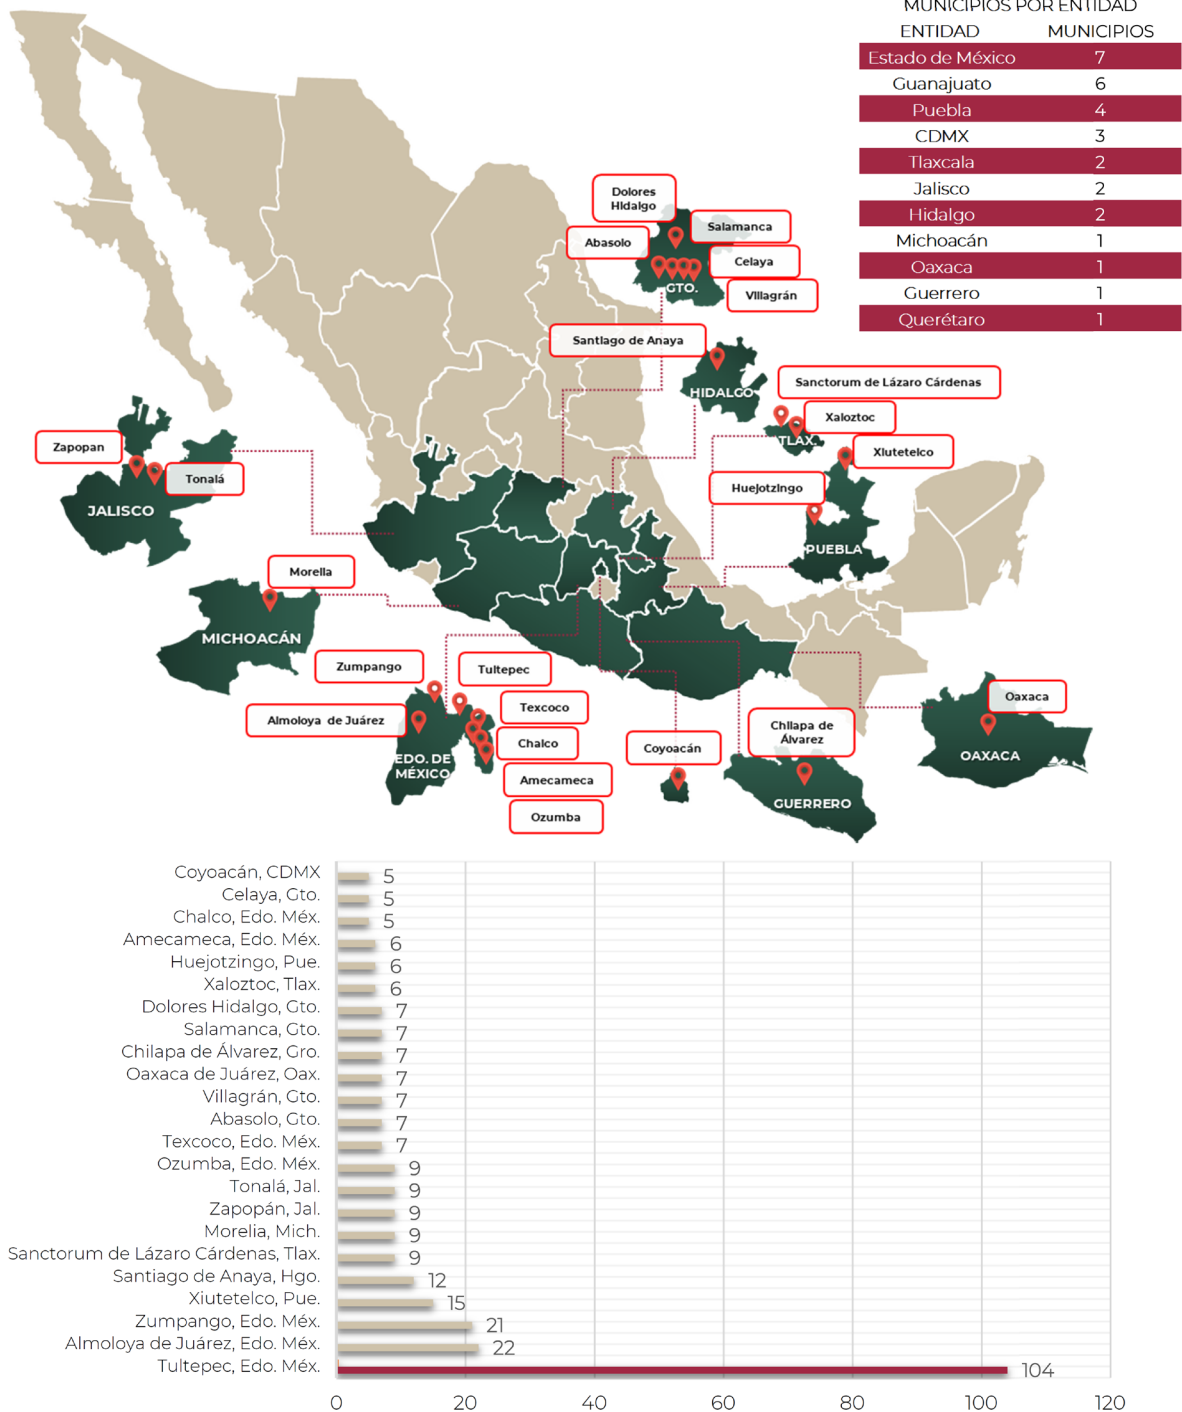 MUNICIPIOS POR ENTIDAD
ENTIDAD MUNICIPIOS
Estado de México 7
Guanajuato 6
Puebla 4
CDMX 3
Tlaxcala 2
Jalisco 2
Hidalgo 2
Michoacán 1
Oaxaca 1
Guerrero 1
Querétaro 1
Dolores
Hidalgo
Salamanca
Abasolo
Celaya
GTO.
Villagrán
Santiago de Anaya
HIDALGO
Sanctorum de Lázaro Cárdenas
Xaloztoc
TLAX.
Xiutetelco
Huejotzingo
PUEBLA
Zapopan
Tonalá
JALISCO
Morelia
MICHOACÁN
Zumpango
Tultepec
Almoloya de Juárez
Texcoco
Chalco
EDO. DE
MÉXICO
Amecameca
Ozumba
Coyoacán
Chilapa de
Álvarez
GUERRERO
Oaxaca
OAXACA
Coyoacán, CDMX 5
Celaya, Gto. 5
Chalco, Edo. Méx. 5
Amecameca, Edo. Méx. 6
Huejotzingo, Pue. 6
Xaloztoc, Tlax. 6
Dolores Hidalgo, Gto. 7
Salamanca, Gto. 7
Chilapa de Álvarez, Gro. 7
Oaxaca de Juárez, Oax. 7
Villagrán, Gto. 7
Abasolo, Gto. 7
Texcoco, Edo. Méx. 7
Ozumba, Edo. Méx. 9
Tonalá, Jal. 9
Zapopán, Jal. 9
Morelia, Mich. 9
Sanctorum de Lázaro Cárdenas, Tlax. 9
Santiago de Anaya, Hgo. 12
Xiutetelco, Pue. 15
Zumpango, Edo. Méx. 21
Almoloya de Juárez, Edo. Méx. 22
Tultepec, Edo. Méx. 104
0 20 40 60 80 100 120